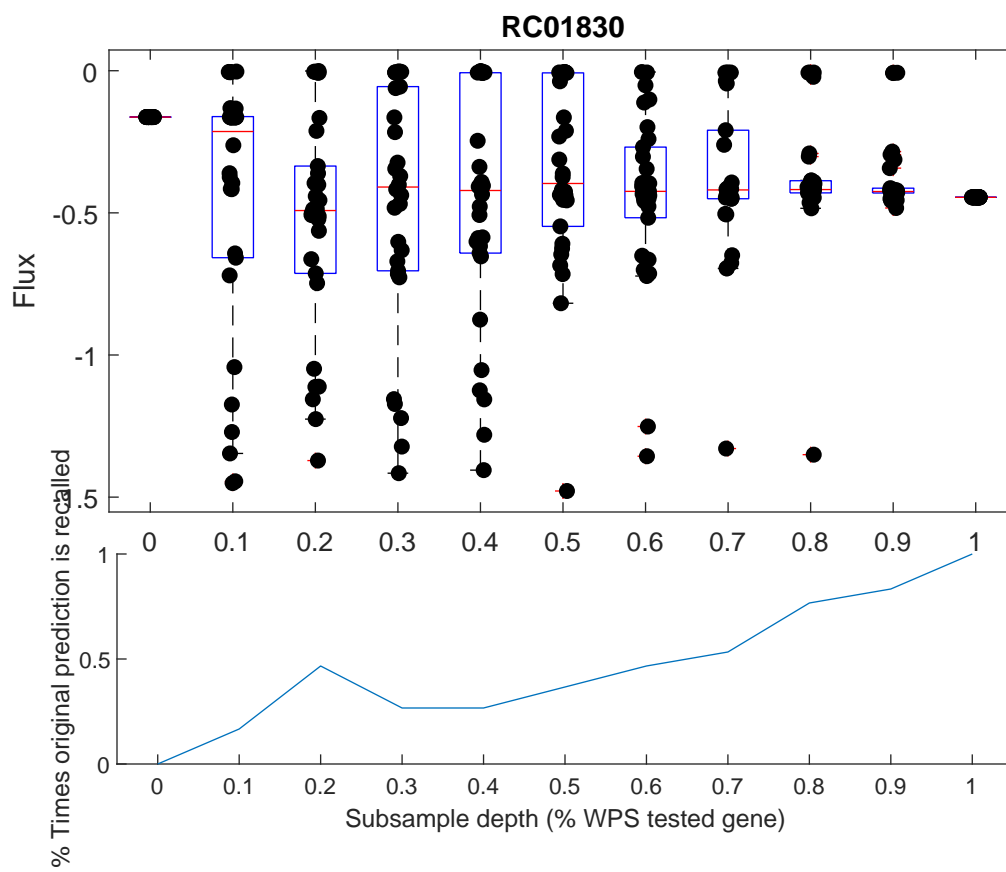 RC01830
Flux
0
-0.5
-1
-1.5
0 0.1 0.2 0.3 0.4 0.5 0.6 0.7 0.8 0.9 1
% Times original prediction is recalled
1
0.5
0
0 0.1 0.2 0.3 0.4 0.5 0.6 0.7 0.8 0.9 1
Subsample depth (% WPS tested gene)